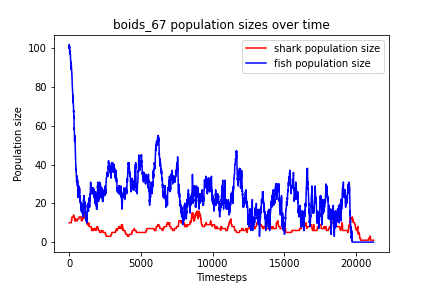 boids_67 population sizes over time
shark population size
fish population size
Population size
100
80
60
40
20
0
0 5000 10000 15000 20000
Timesteps